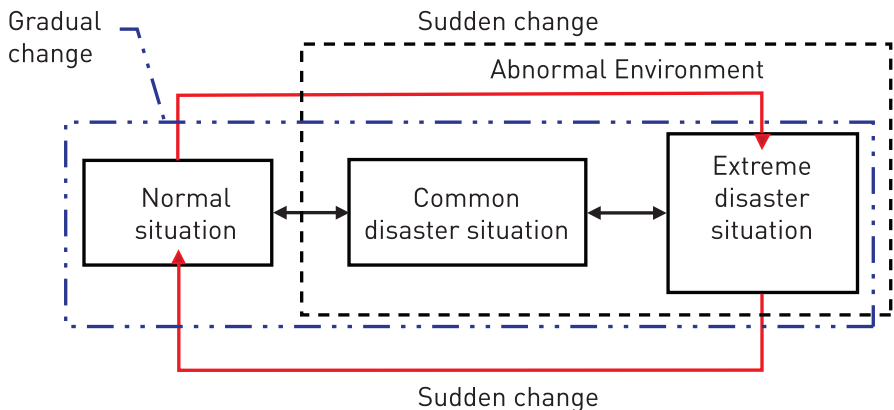 Gradual
change
Sudden change
Abnormal Environment
Normal
situation
Common
disaster situation
Extreme
disaster
situation
Sudden change